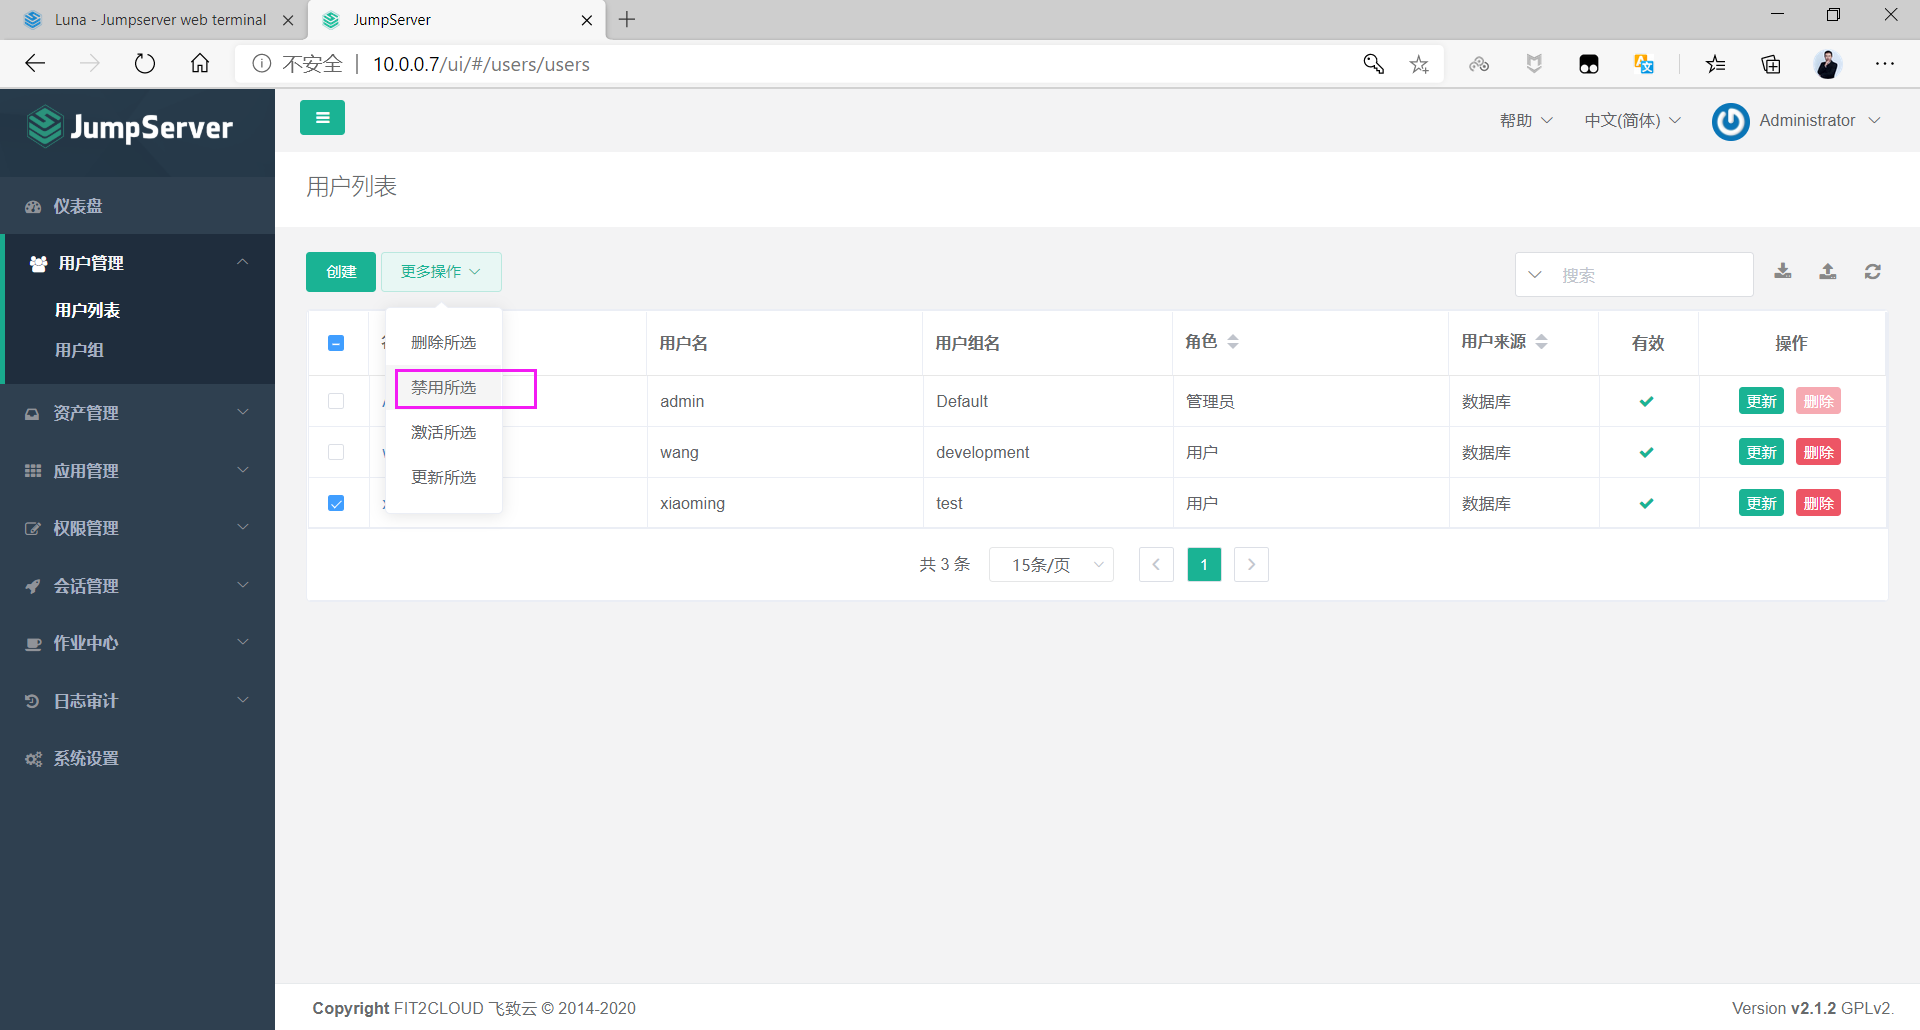 Luna - Jumpserver web terminal
JumpServer
不安全 | 10.0.0.7/ui/#/users/users
JumpServer
帮助
中文(简体)
Administrator
仪表盘
用户管理
用户列表
用户组
资产管理
应用管理
权限管理
会话管理
作业中心
日志审计
系统设置
用户列表
创建
更多操作
搜索
删除所选
禁用所选
激活所选
更新所选
用户名 用户组名 角色 用户来源 有效 操作
admin Default 管理员 数据库 更新 删除
wang development 用户 数据库 更新 删除
xiaoming test 用户 数据库 更新 删除
共 3 条 15条/页 1
Copyright FIT2CLOUD 飞致云 © 2014-2020
Version v2.1.2 GPLv2.